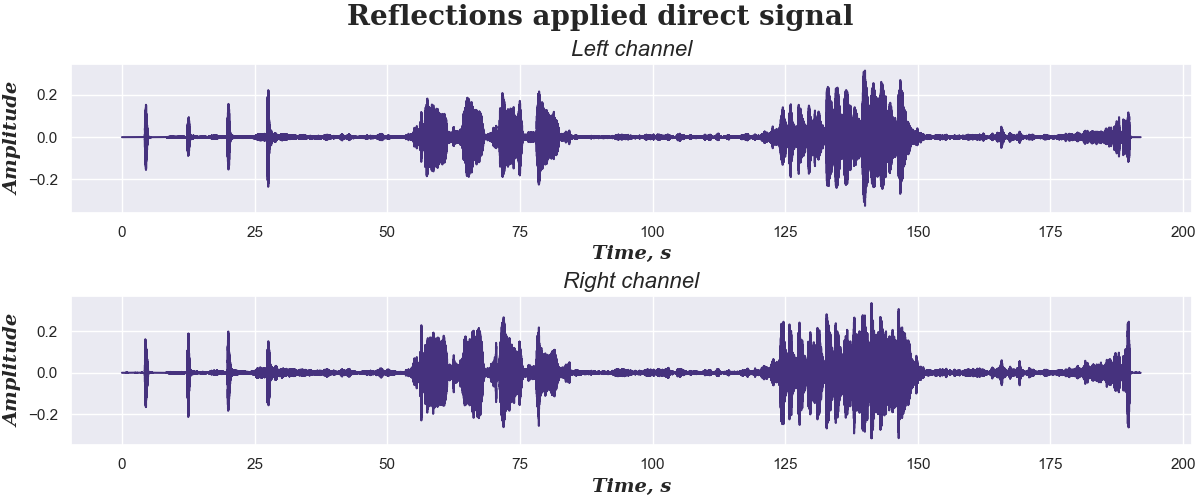 Reflections applied direct signal
Left channel
Amplitude
0.2
0.0
−0.2
0 25 50 75 100 125 150 175 200
Time, s
Right channel
Amplitude
0.2
0.0
−0.2
0 25 50 75 100 125 150 175 200
Time, s